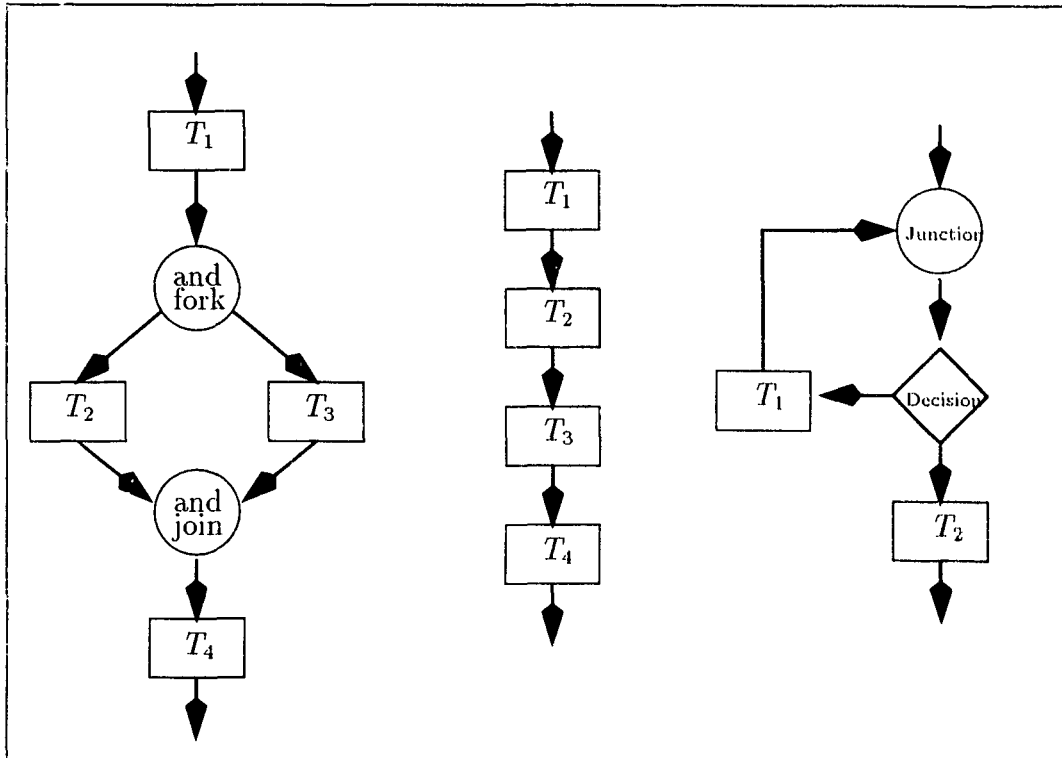 T₁
and
fork
T₂
T₃
and
join
T₄
T₁
T₂
T₃
T₄
Junction
Decision
T₁
T₂